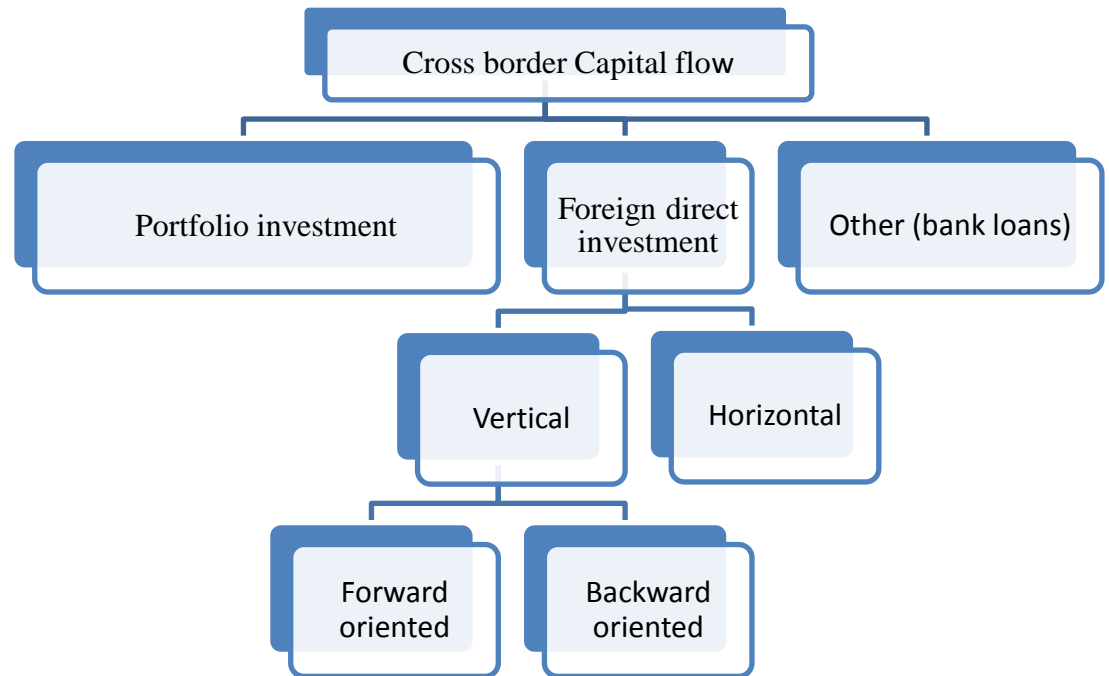 Cross border Capital flow
Portfolio investment
Foreign direct
investment
Other (bank loans)
Vertical
Horizontal
Forward
oriented
Backward
oriented